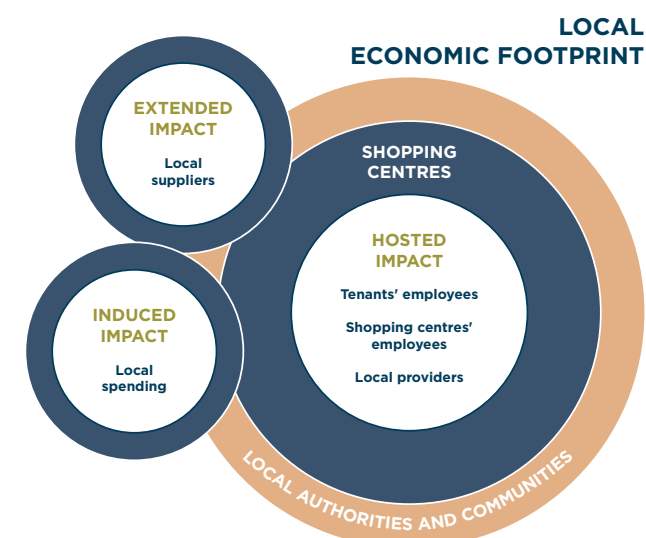 LOCAL
ECONOMIC FOOTPRINT
EXTENDED
IMPACT
Local
suppliers
SHOPPING
CENTRES
HOSTED
IMPACT
Tenants' employees
Shopping centres'
employees
Local providers
INDUCED
IMPACT
Local
spending
LOCAL AUTHORITIES AND COMMUNITIES